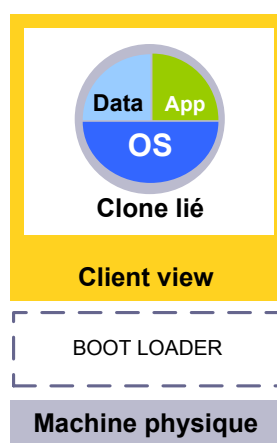 Data App
OS
Clone lié
Client view
BOOT LOADER
Machine physique